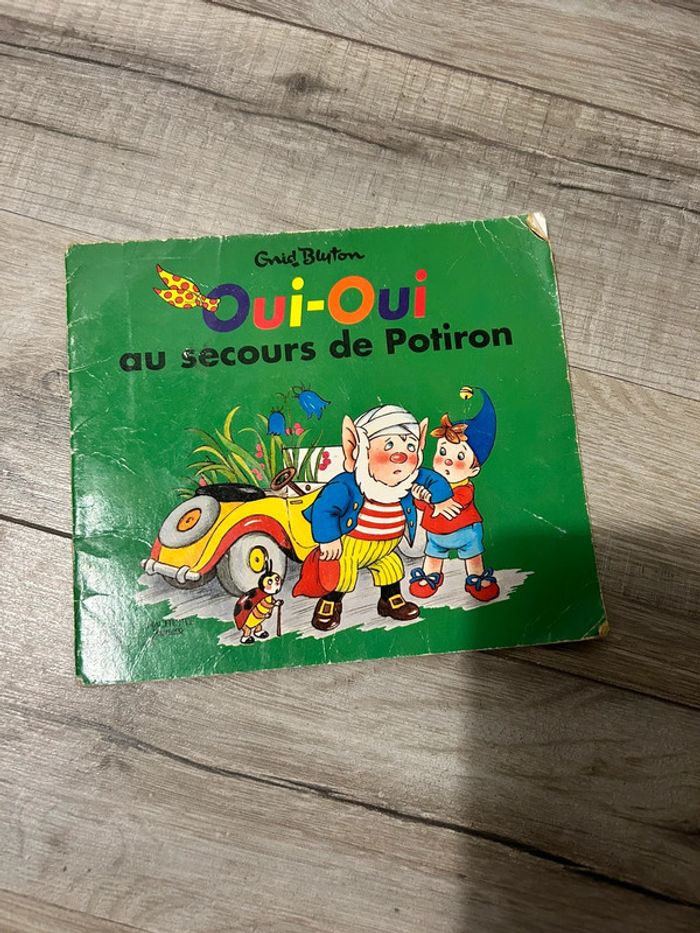 Enid Blyton
Oui-Oui
au secours de Potiron